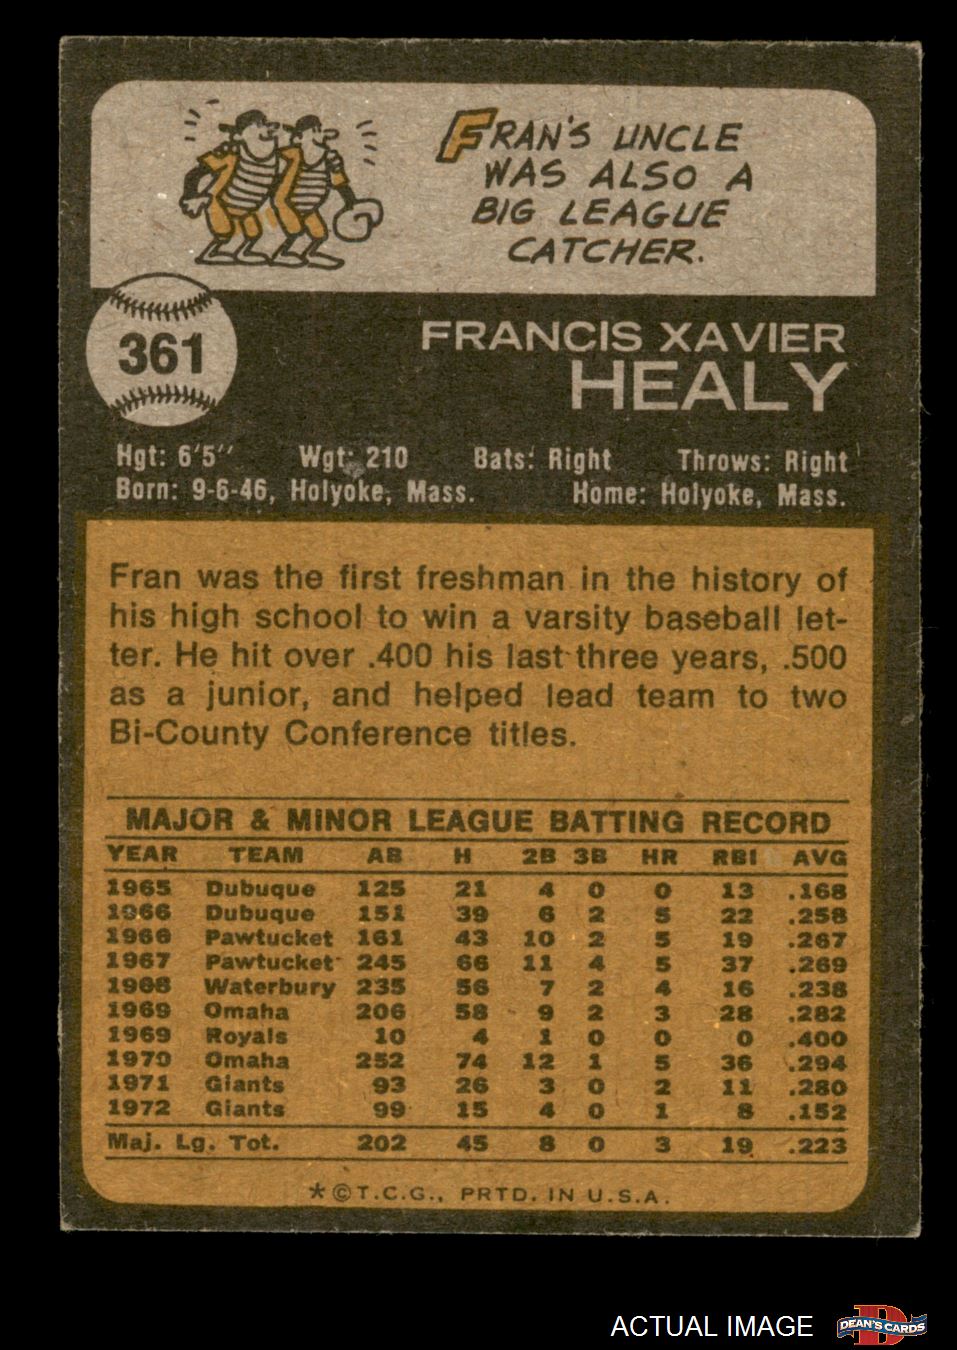 FRAN'S UNCLE
WAS ALSO A
BIG LEAGUE
CATCHER.
361
FRANCIS XAVIER
HEALY
Hgt: 6'5" Wgt: 210 Bats: Right Throws: Right
Born: 9-6-46, Holyoke, Mass. Home: Holyoke, Mass.
Fran was the first freshman in the history of
his high school to win a varsity baseball let-
ter. He hit over .400 his last three years, .500
as a junior, and helped lead team to two
Bi-County Conference titles.
MAJOR & MINOR LEAGUE BATTING RECORD
YEAR TEAM AB H 2B 3B HR RBI AVG
1965 Dubuque 125 21 4 0 0 13 .168
1966 Dubuque 151 39 6 2 5 22 .258
1966 Pawtucket 161 43 10 2 5 19 .267
1967 Pawtucket 245 66 11 4 5 37 .269
1968 Waterbury 235 56 7 2 4 16 .238
1969 Omaha 206 58 9 2 3 28 .282
1969 Royals 10 4 1 0 0 0 .400
1970 Omaha 252 74 12 1 5 36 .294
1971 Giants 93 26 3 0 2 11 .280
1972 Giants 99 15 4 0 1 8 .152
Maj. Lg. Tot. 202 45 8 0 3 19 .223
*©T.C.G., PRTD. IN U.S.A.
ACTUAL IMAGE
D
DEAN'S CARDS